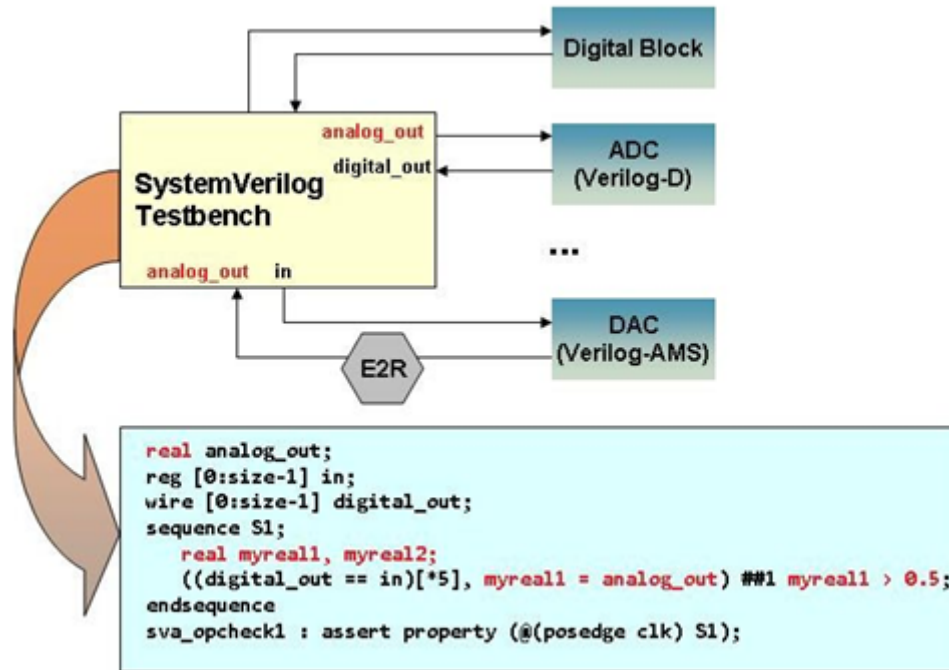 Digital Block
analog_out
digital_out
ADC
(Verilog-D)
SystemVerilog
Testbench
...
analog_out in
DAC
(Verilog-AMS)
E2R
real analog_out;
reg [0:size-1] in;
wire [0:size-1] digital_out;
sequence S1;
real myreal1, myreal2;
((digital_out == in)[*5], myreal1 = analog_out) ##1 myreal1 > 0.5;
endsequence
sva_opcheck1 : assert property (@(posedge clk) S1);